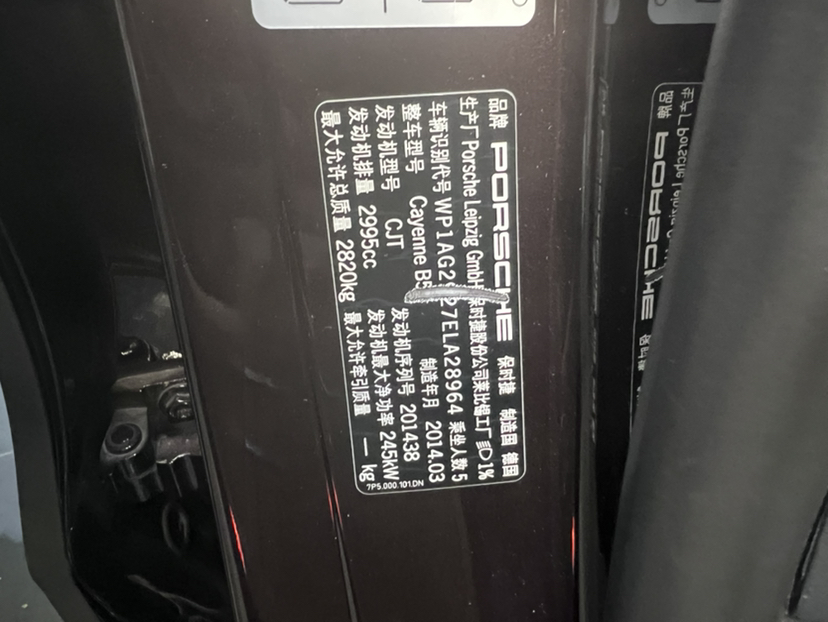 品牌 PORSCHE 保时捷 制造国 德国
生产厂 Porsche Leipzig GmbH 保时捷股份公司莱比锡工厂 ID1%
车辆识别代号 WP1AG2 27ELA28964 乘坐人数 5
整车型号 Cayenne 制造年月 2014.03
发动机型号 CJT 发动机序列号 201438
发动机排量 2995cc 发动机最大净功率 245kW
最大允许总质量 2820kg 最大允许牵引质量 — kg
7P5.000.101.DN